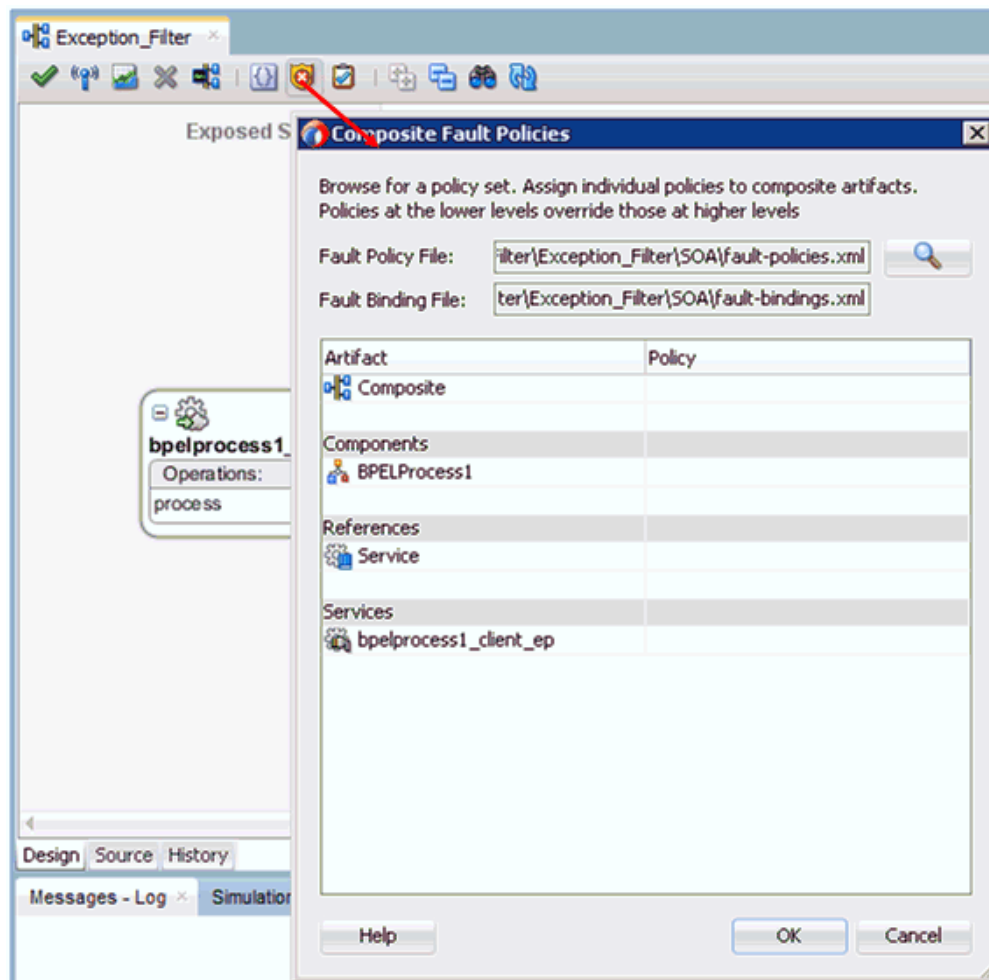 Exception_Filter
Exposed S
Composite Fault Policies
Browse for a policy set. Assign individual policies to composite artifacts.
Policies at the lower levels override those at higher levels
Fault Policy File: ilter\Exception_Filter\SOA\fault-policies.xml
Fault Binding File: ter\Exception_Filter\SOA\fault-bindings.xml
Artifact Policy
Composite
Components
BPELProcess1
References
Service
Services
bpelprocess1_client_ep
bpelprocess1_
Operations:
process
Design Source History
Messages - Log Simulation
Help OK Cancel